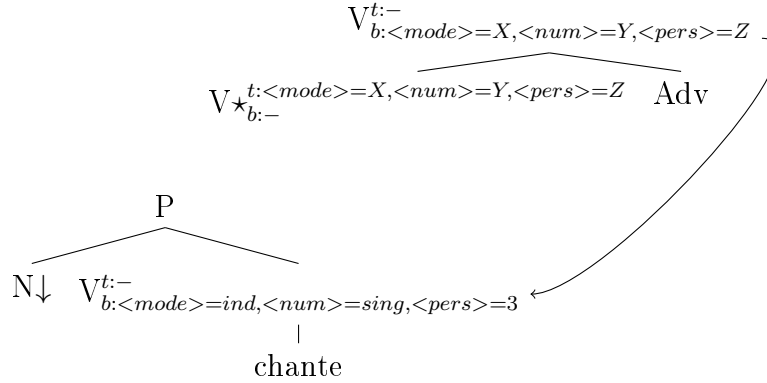 V^{t:−}_{b:<mode>=X,<num>=Y,<pers>=Z}
V⋆^{t:<mode>=X,<num>=Y,<pers>=Z}_{b:−} Adv
P
N↓ V^{t:−}_{b:<mode>=ind,<num>=sing,<pers>=3}
chante